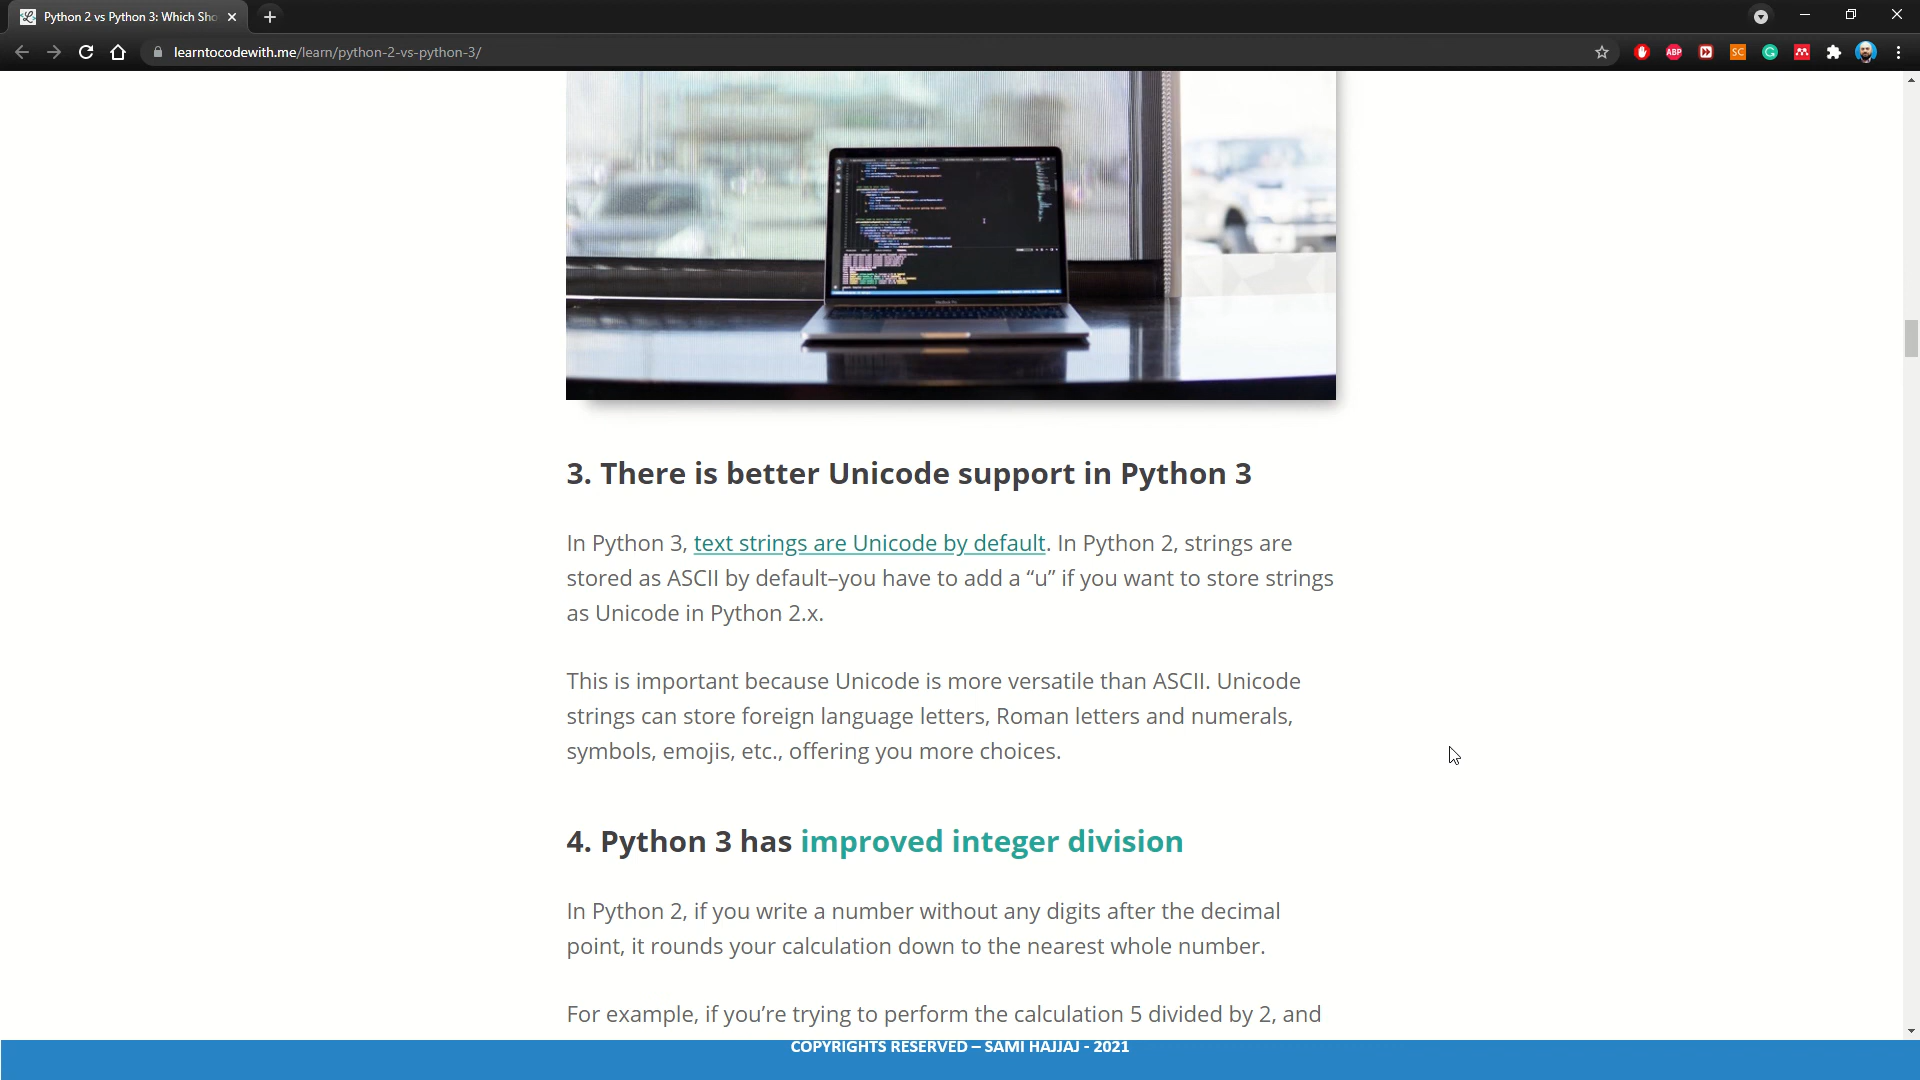 Python 2 vs Python 3: Which Sho
learntocodewith.me/learn/python-2-vs-python-3/
ABP
SC
3. There is better Unicode support in Python 3
In Python 3, text strings are Unicode by default. In Python 2, strings are
stored as ASCII by default–you have to add a “u” if you want to store strings
as Unicode in Python 2.x.
This is important because Unicode is more versatile than ASCII. Unicode
strings can store foreign language letters, Roman letters and numerals,
symbols, emojis, etc., offering you more choices.
4. Python 3 has improved integer division
In Python 2, if you write a number without any digits after the decimal
point, it rounds your calculation down to the nearest whole number.
For example, if you’re trying to perform the calculation 5 divided by 2, and
COPYRIGHTS RESERVED – SAMI HAJJAJ - 2021